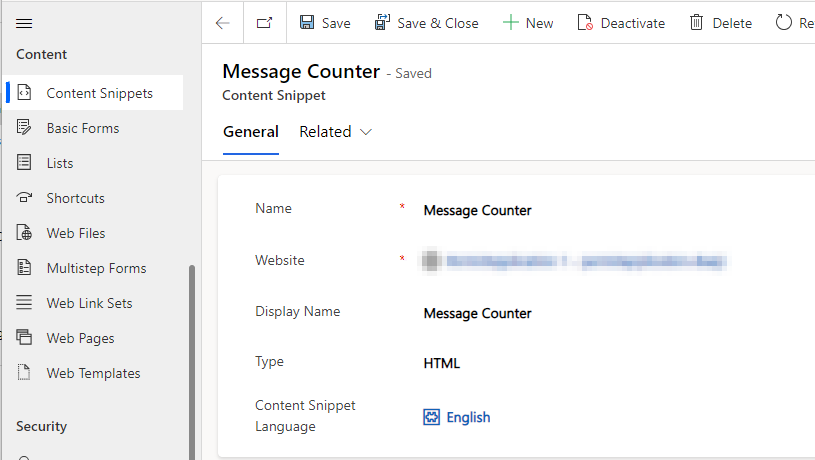 Save
Save & Close
New
Deactivate
Delete
Content
Message Counter - Saved
Content Snippet
General
Related
Content Snippets
Basic Forms
Lists
Shortcuts
Web Files
Multistep Forms
Web Link Sets
Web Pages
Web Templates
Security
Name * Message Counter
Website *
Display Name Message Counter
Type HTML
Content Snippet
Language
English